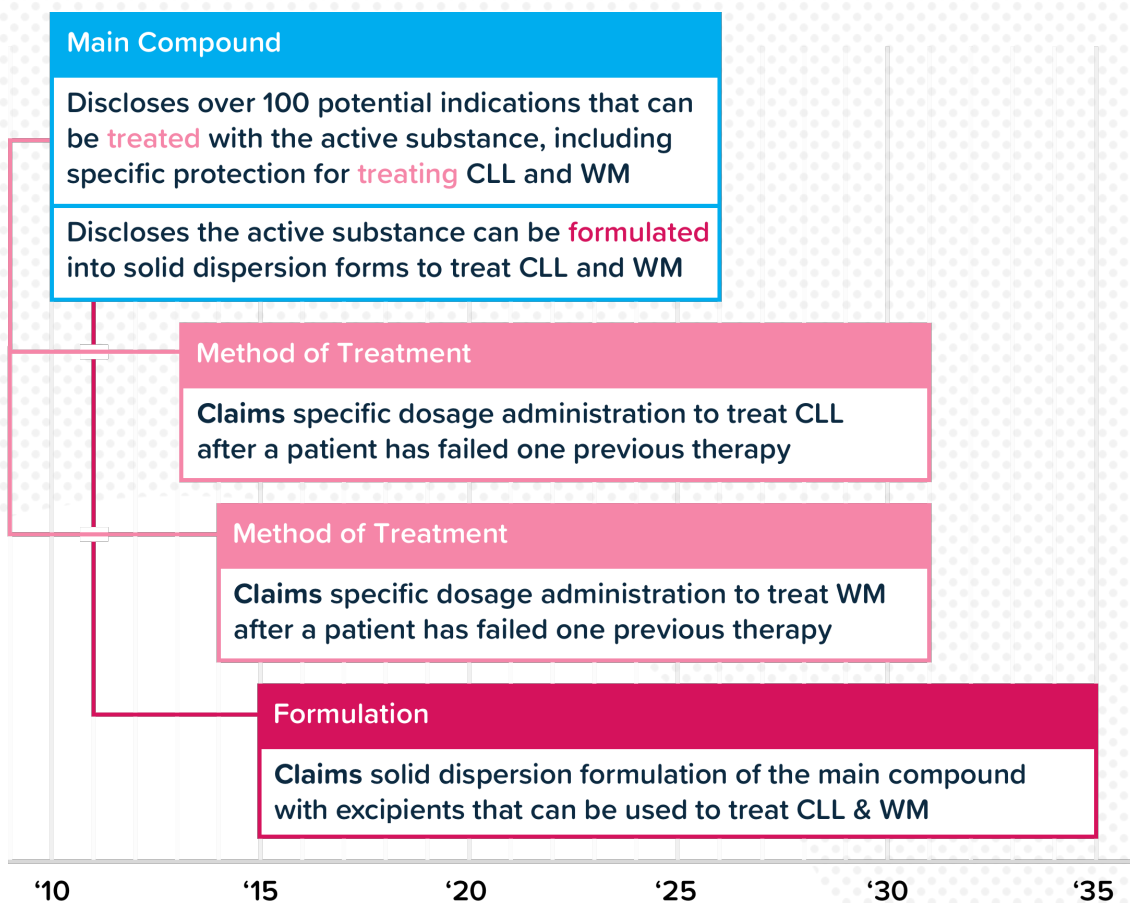 Main Compound
Discloses over 100 potential indications that can
be treated with the active substance, including
specific protection for treating CLL and WM
Discloses the active substance can be formulated
into solid dispersion forms to treat CLL and WM
Method of Treatment
Claims specific dosage administration to treat CLL
after a patient has failed one previous therapy
Method of Treatment
Claims specific dosage administration to treat WM
after a patient has failed one previous therapy
Formulation
Claims solid dispersion formulation of the main compound
with excipients that can be used to treat CLL & WM
‘10 ‘15 ‘20 ‘25 ‘30 ‘35